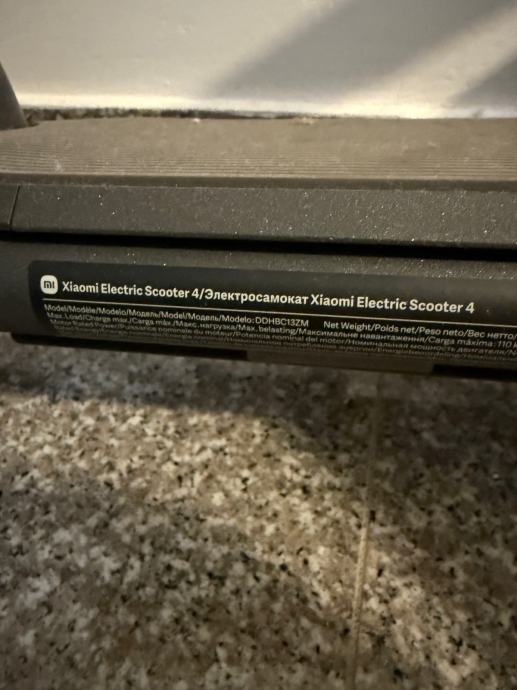 mi Xiaomi Electric Scooter 4/Электросамокат Xiaomi Electric Scooter 4
Model/Modèle/Modelo/Модель/Model/Модель/Modelo: DDHBC13ZM Net Weight/Poids net/Peso neto/Вес нетто/
Max. Load/Charge max./Carga máx./Макс. нагрузка/Max. belasting/Максимальне навантаження/Carga máxima: 110 k
Motor Rated Power/Puissance nominale du moteur/Potencia nominal del motor/Номинальная мощность двигателя/N